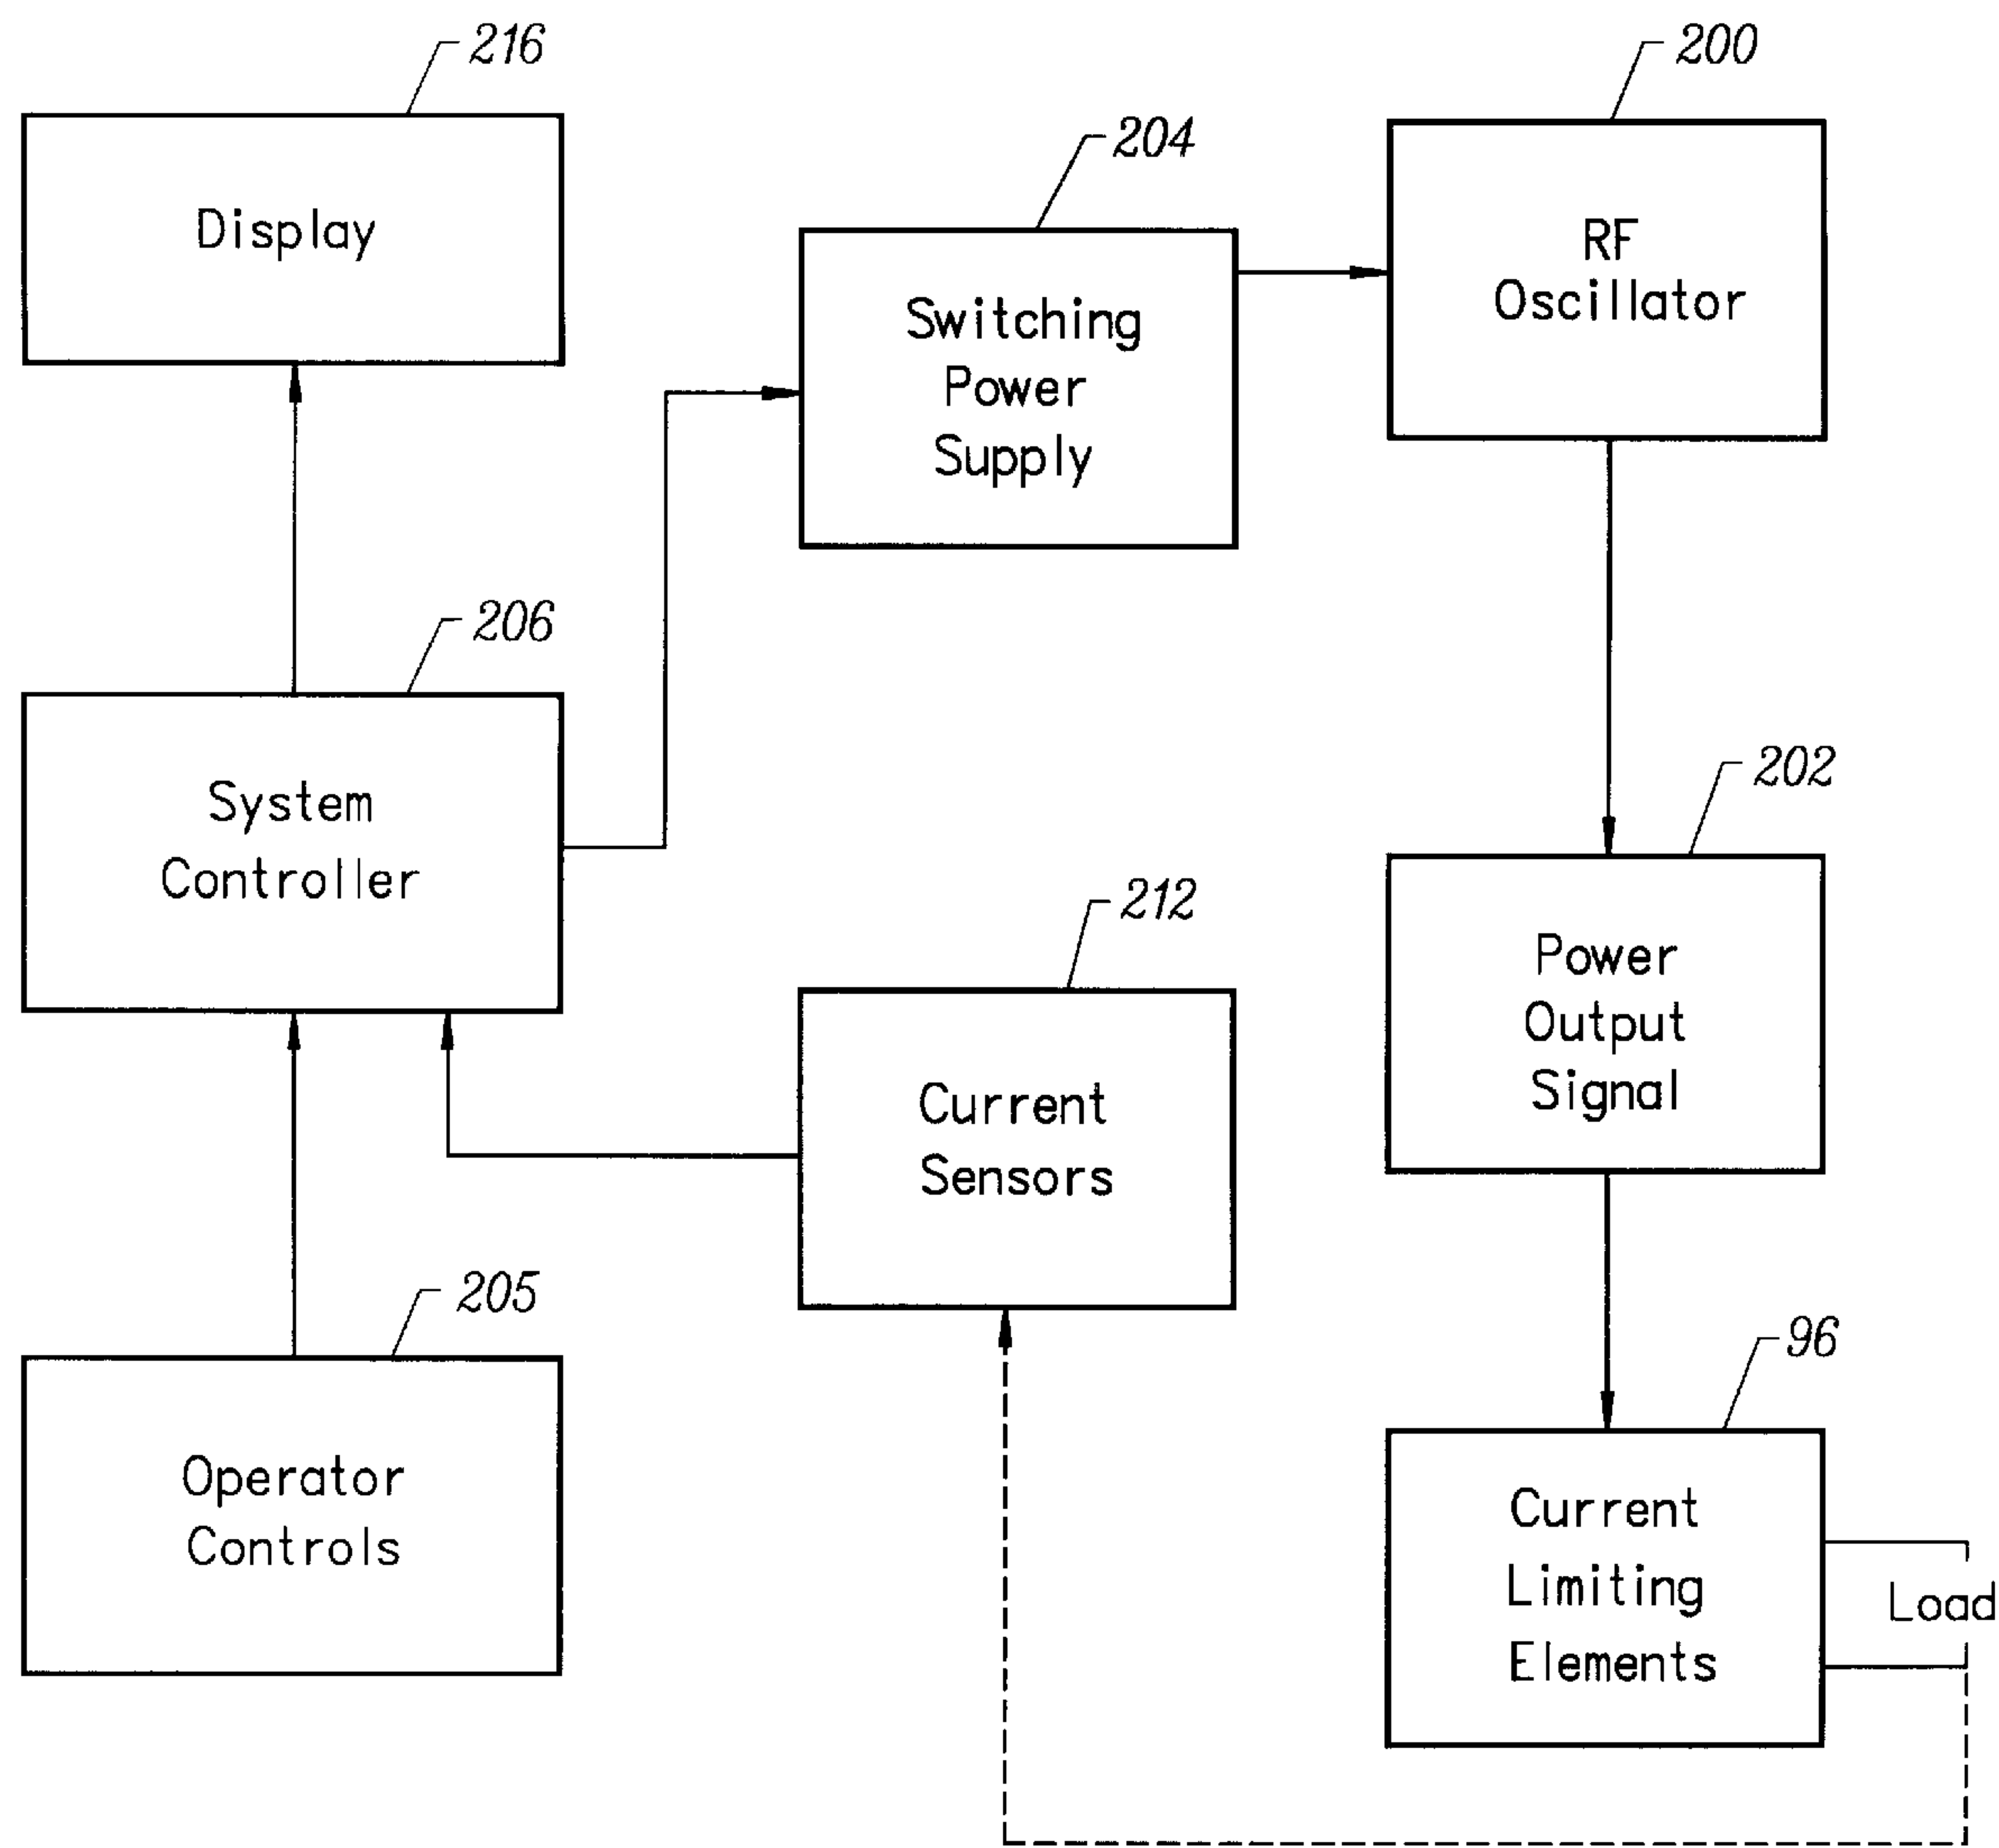 216
Display
200
RF
Oscillator
204
Switching
Power
Supply
206
System
Controller
202
Power
Output
Signal
212
Current
Sensors
205
Operator
Controls
96
Current
Limiting
Elements
Load